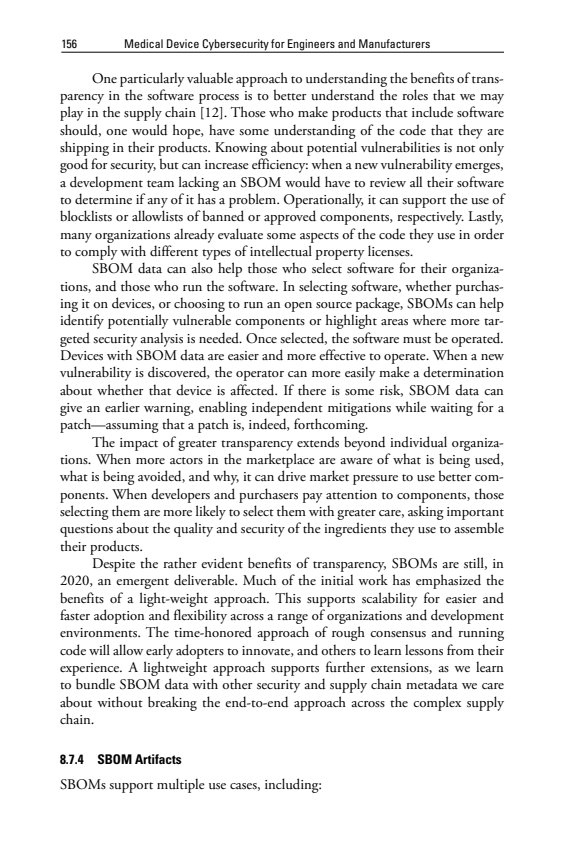 156 Medical Device Cybersecurity for Engineers and Manufacturers
One particularly valuable approach to understanding the benefits of trans-
parency in the software process is to better understand the roles that we may
play in the supply chain [12]. Those who make products that include software
should, one would hope, have some understanding of the code that they are
shipping in their products. Knowing about potential vulnerabilities is not only
good for security, but can increase efficiency: when a new vulnerability emerges,
a development team lacking an SBOM would have to review all their software
to determine if any of it has a problem. Operationally, it can support the use of
blocklists or allowlists of banned or approved components, respectively. Lastly,
many organizations already evaluate some aspects of the code they use in order
to comply with different types of intellectual property licenses.
SBOM data can also help those who select software for their organiza-
tions, and those who run the software. In selecting software, whether purchas-
ing it on devices, or choosing to run an open source package, SBOMs can help
identify potentially vulnerable components or highlight areas where more tar-
geted security analysis is needed. Once selected, the software must be operated.
Devices with SBOM data are easier and more effective to operate. When a new
vulnerability is discovered, the operator can more easily make a determination
about whether that device is affected. If there is some risk, SBOM data can
give an earlier warning, enabling independent mitigations while waiting for a
patch—assuming that a patch is, indeed, forthcoming.
The impact of greater transparency extends beyond individual organiza-
tions. When more actors in the marketplace are aware of what is being used,
what is being avoided, and why, it can drive market pressure to use better com-
ponents. When developers and purchasers pay attention to components, those
selecting them are more likely to select them with greater care, asking important
questions about the quality and security of the ingredients they use to assemble
their products.
Despite the rather evident benefits of transparency, SBOMs are still, in
2020, an emergent deliverable. Much of the initial work has emphasized the
benefits of a light-weight approach. This supports scalability for easier and
faster adoption and flexibility across a range of organizations and development
environments. The time-honored approach of rough consensus and running
code will allow early adopters to innovate, and others to learn lessons from their
experience. A lightweight approach supports further extensions, as we learn
to bundle SBOM data with other security and supply chain metadata we care
about without breaking the end-to-end approach across the complex supply
chain.
8.7.4 SBOM Artifacts
SBOMs support multiple use cases, including: